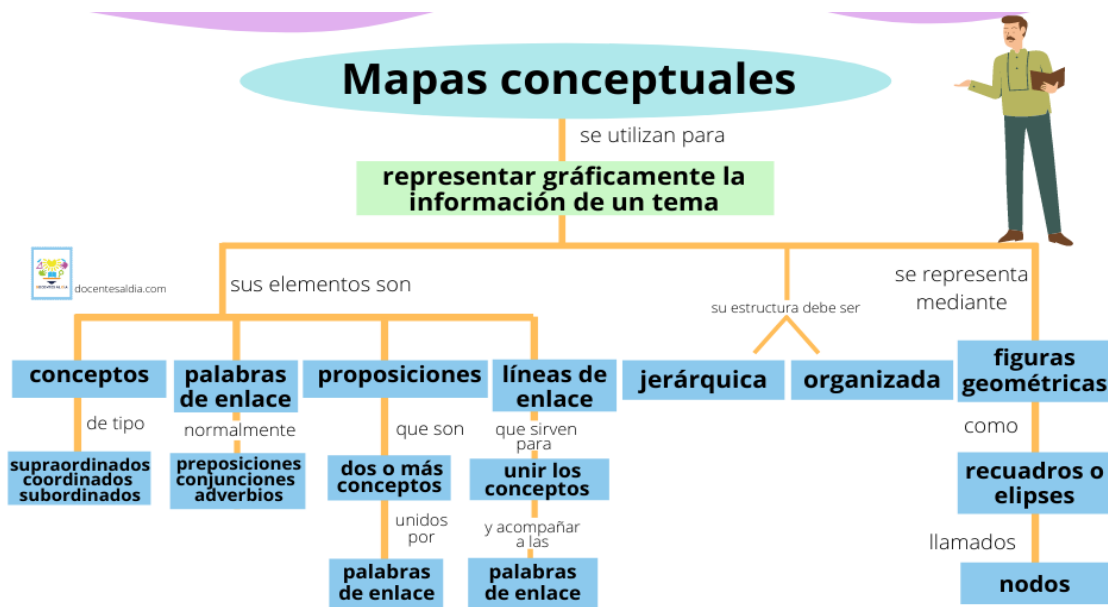 Mapas conceptuales
se utilizan para
representar gráficamente la
información de un tema
docentesaldia.com
sus elementos son
su estructura debe ser
se representa
mediante
conceptos
palabras
de enlace
proposiciones
líneas de
enlace
jerárquica
organizada
figuras
geométricas
de tipo
normalmente
que son
que sirven
para
como
supraordinados
coordinados
subordinados
preposiciones
conjunciones
adverbios
dos o más
conceptos
unir los
conceptos
recuadros o
elipses
unidos
por
y acompañar
a las
llamados
palabras
de enlace
palabras
de enlace
nodos